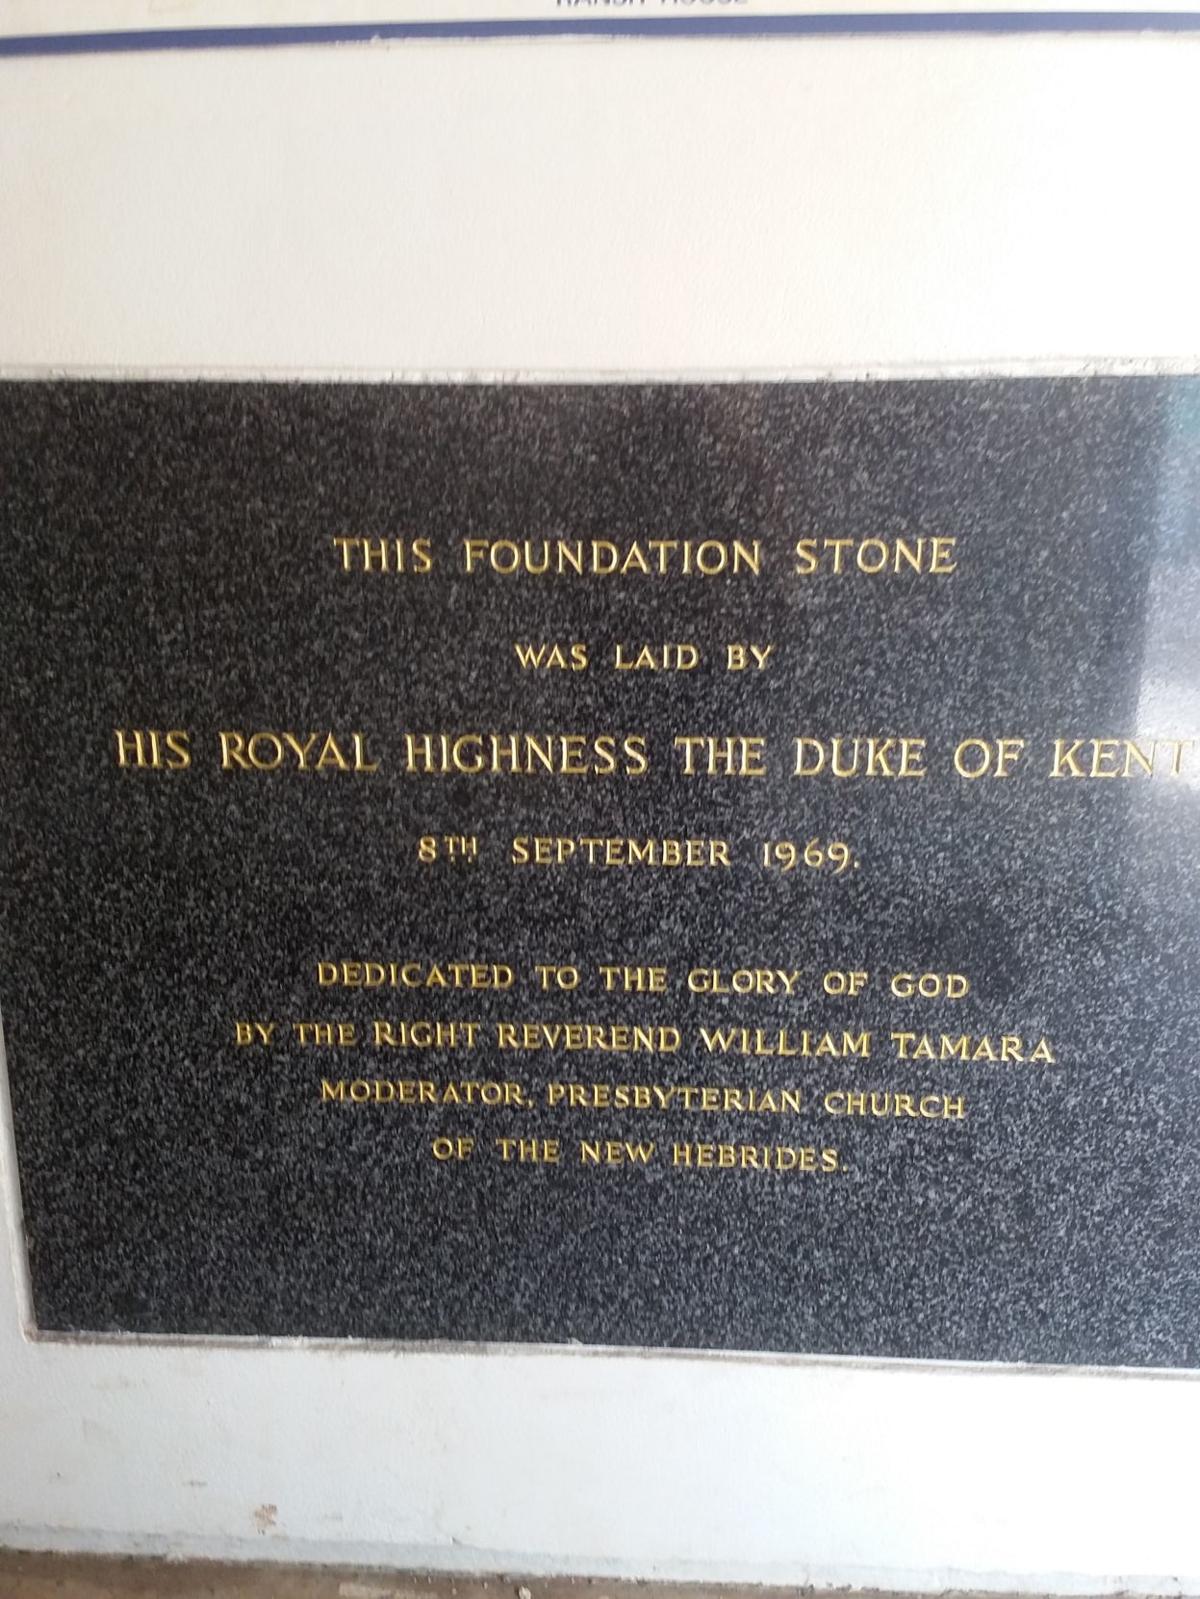 THIS FOUNDATION STONE
WAS LAID BY
HIS ROYAL HIGHNESS THE DUKE OF KENT
8TH SEPTEMBER 1969.
DEDICATED TO THE GLORY OF GOD
BY THE RIGHT REVEREND WILLIAM TAMARA
MODERATOR, PRESBYTERIAN CHURCH
OF THE NEW HEBRIDES.